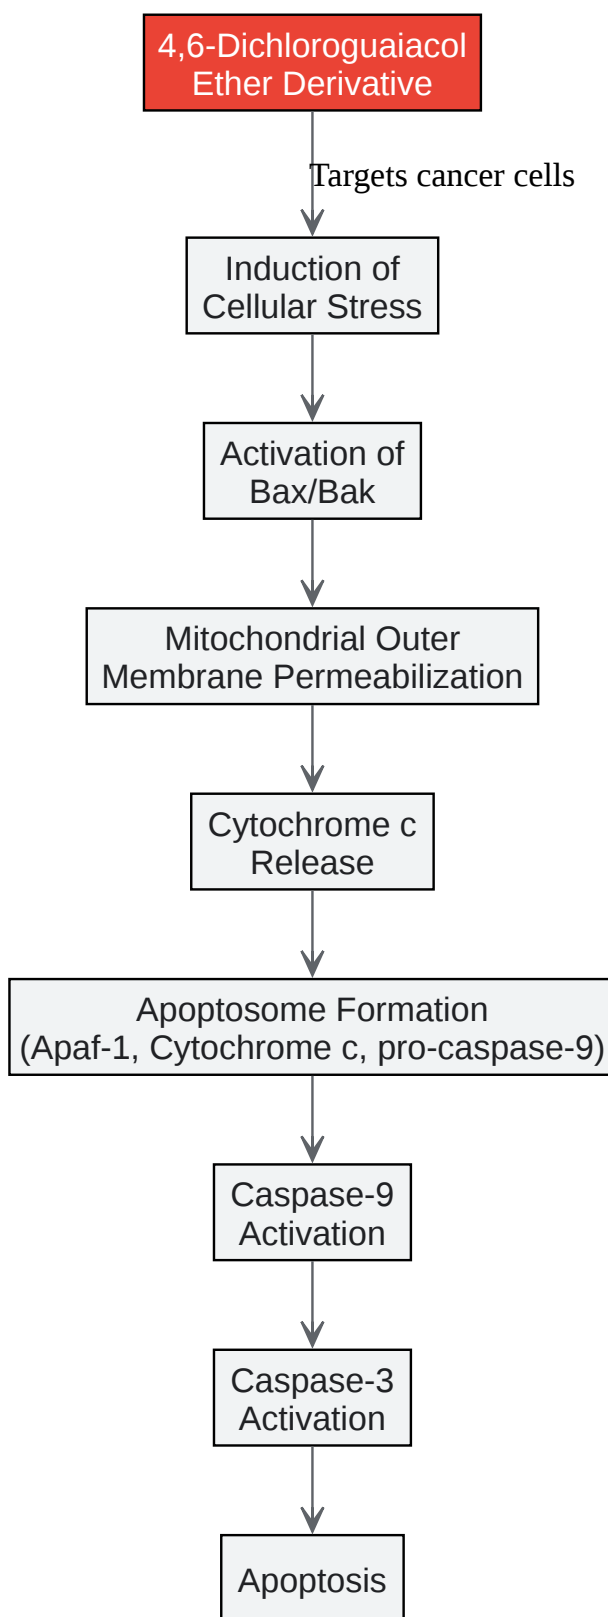 4,6-Dichloroguaiacol
Ether Derivative
Targets cancer cells
Induction of
Cellular Stress
Activation of
Bax/Bak
Mitochondrial Outer
Membrane Permeabilization
Cytochrome c
Release
Apoptosome Formation
(Apaf-1, Cytochrome c, pro-caspase-9)
Caspase-9
Activation
Caspase-3
Activation
Apoptosis